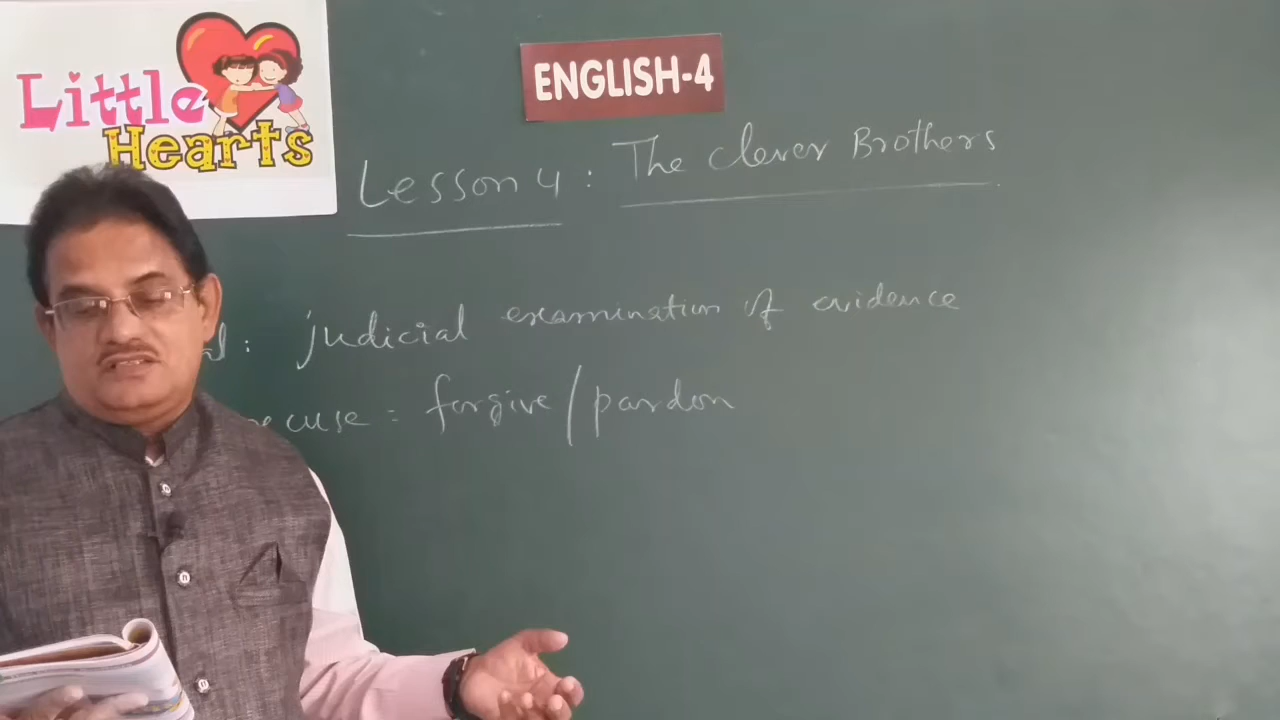 Little
Hearts
ENGLISH-4
Lesson 4 : The Clever Brothers
: judicial examination of evidence
= forgive / pardon